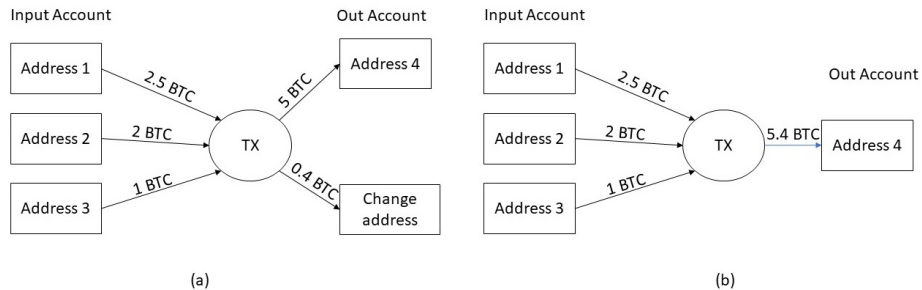 Input Account
Out Account
Address 1
2.5 BTC
5 BTC
Address 4
Address 2
2 BTC
TX
Address 3
1 BTC
0.4 BTC
Change
address
(a)
Input Account
Out Account
Address 1
2.5 BTC
Address 2
2 BTC
TX
5.4 BTC
Address 4
Address 3
1 BTC
(b)